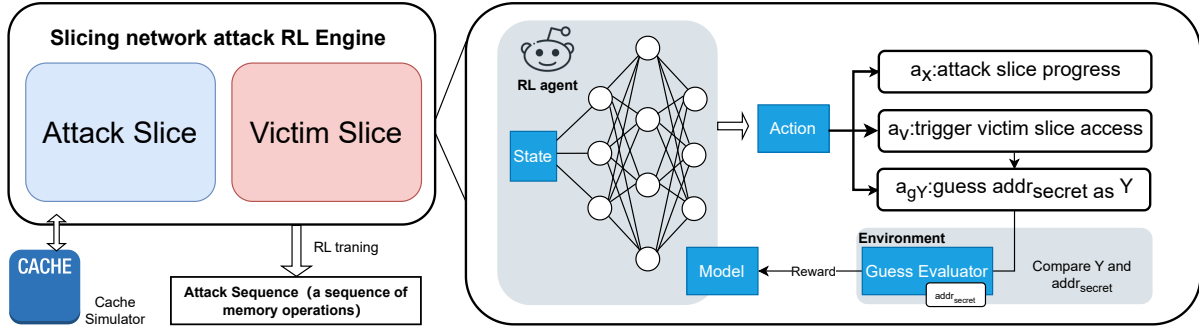 Slicing network attack RL Engine
Attack Slice
Victim Slice
CACHE
Cache
Simulator
RL traning
Attack Sequence（a sequence of
memory operations）
RL agent
State
Action
aX:attack slice progress
aV:trigger victim slice access
agY:guess addrsecret as Y
Environment
Model
Reward
Guess Evaluator
addrsecret
Compare Y and
addrsecret